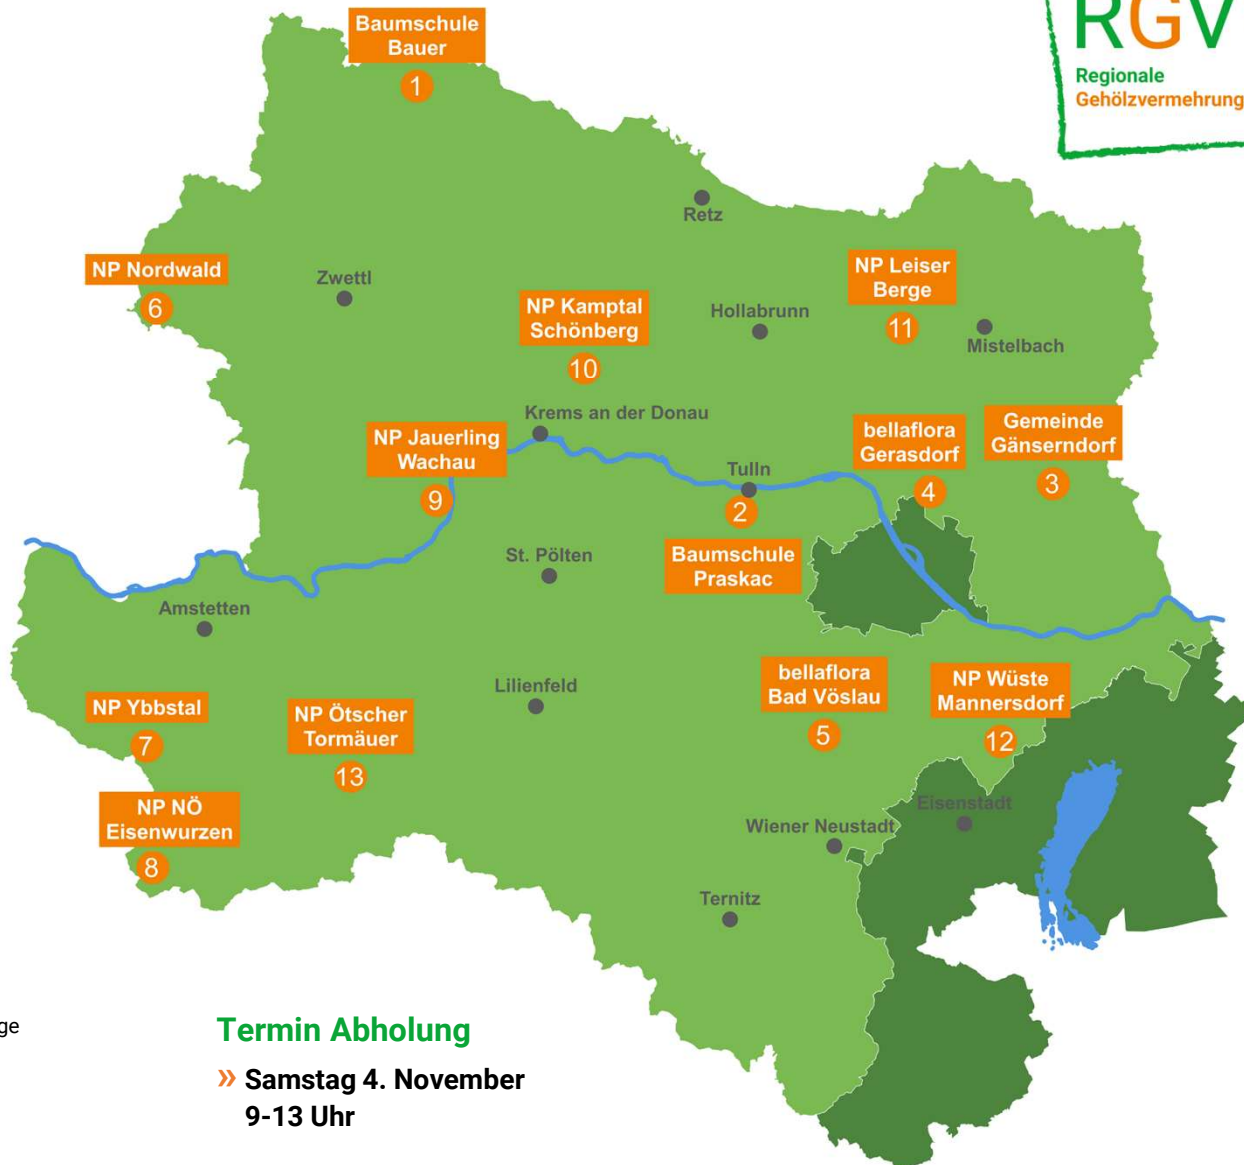 Baumschule
Bauer
1
RGV
Regionale
Gehölzvermehrung
Retz
NP Nordwald
6
Zwettl
NP Kamptal
Schönberg
10
Hollabrunn
NP Leiser
Berge
11
Mistelbach
Krems an der Donau
NP Jauerling
Wachau
9
bellaflora
Gerasdorf
4
Gemeinde
Gänserndorf
3
Tulln
2
Baumschule
Praskac
St. Pölten
Amstetten
Lilienfeld
NP Ybbstal
7
NP Ötscher
Tormäuer
13
bellaflora
Bad Vöslau
5
NP Wüste
Mannersdorf
12
NP NÖ
Eisenwurzen
8
Eisenstadt
Wiener Neustadt
Ternitz
ge
Termin Abholung
» Samstag 4. November
9-13 Uhr